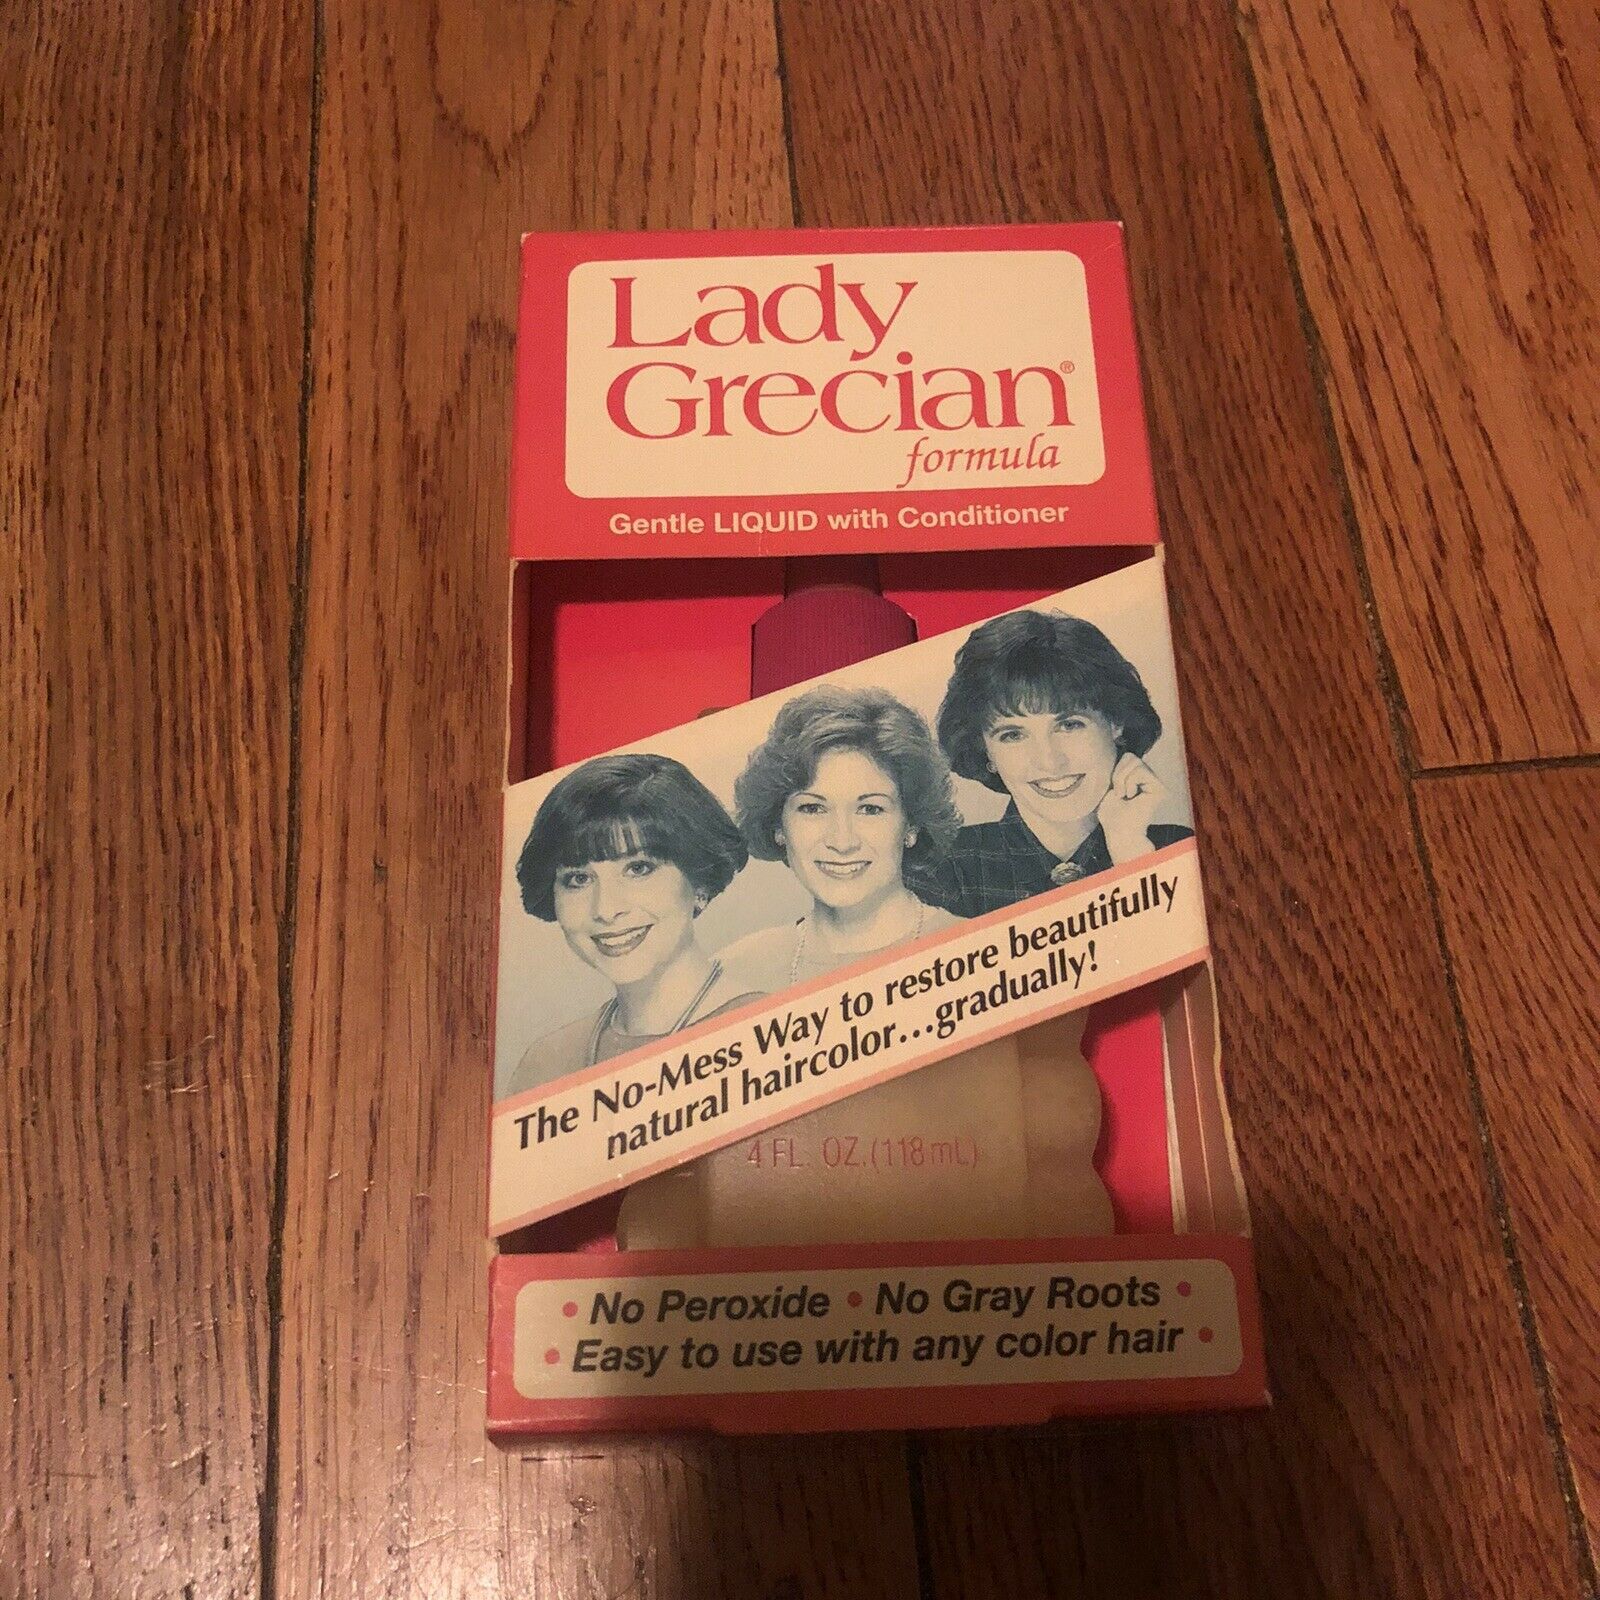 Lady
Grecian®
formula
Gentle LIQUID with Conditioner
The No-Mess Way to restore beautifully
natural haircolor...gradually!
4 FL. OZ. (118 mL)
• No Peroxide • No Gray Roots •
• Easy to use with any color hair •